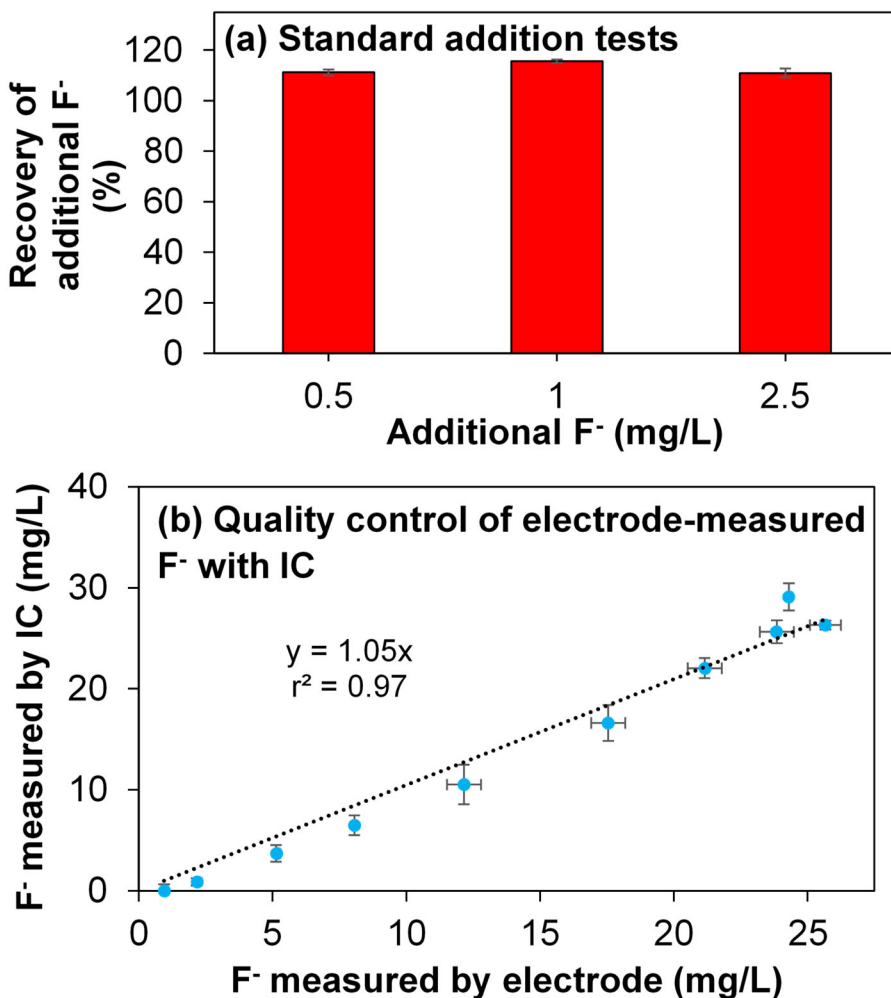 (a) Standard addition tests
Recovery of
additional F⁻
(%)
120
100
80
60
40
20
0
0.5 1 2.5
Additional F⁻ (mg/L)
(b) Quality control of electrode-measured
F⁻ with IC
y = 1.05x
r² = 0.97
F⁻ measured by IC (mg/L)
40
30
20
10
0
0 5 10 15 20 25
F⁻ measured by electrode (mg/L)